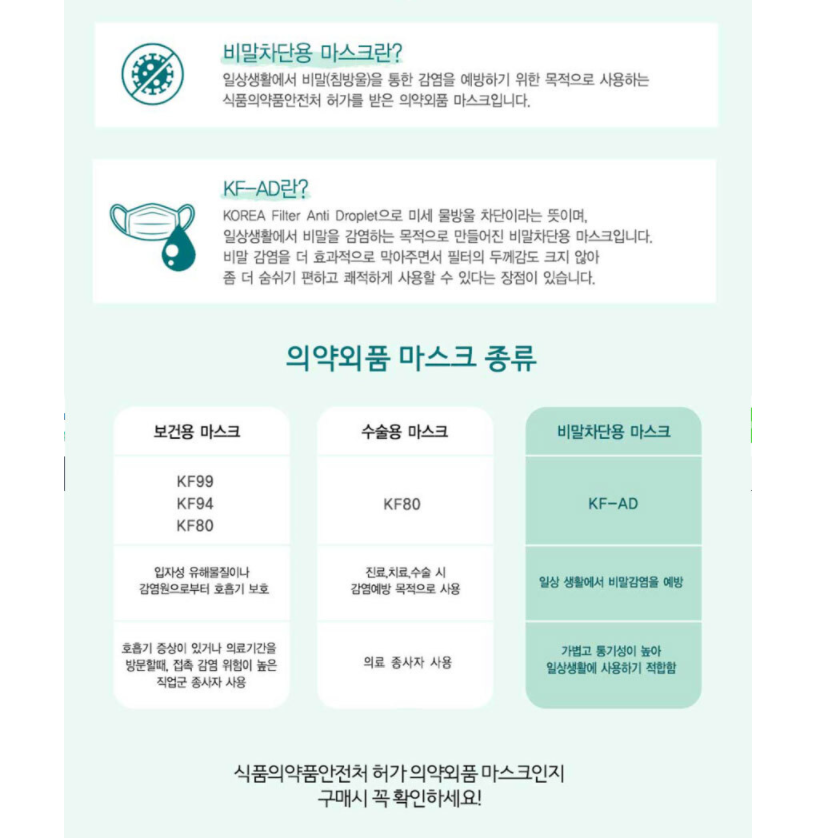 비말차단용 마스크란?
일상생활에서 비말(침방울)을 통한 감염을 예방하기 위한 목적으로 사용하는
식품의약품안전처 허가를 받은 의약외품 마스크입니다.
KF-AD란?
KOREA Filter Anti Droplet으로 미세 물방울 차단이라는 뜻이며,
일상생활에서 비말을 감염하는 목적으로 만들어진 비말차단용 마스크입니다.
비말 감염을 더 효과적으로 막아주면서 필터의 두께감도 크지 않아
좀 더 숨쉬기 편하고 쾌적하게 사용할 수 있다는 장점이 있습니다.
의약외품 마스크 종류
보건용 마스크
KF99
KF94
KF80
입자성 유해물질이나
감염원으로부터 호흡기 보호
호흡기 증상이 있거나 의료기간을
방문할때, 접촉 감염 위험이 높은
직업군 종사자 사용
수술용 마스크
KF80
진료,치료,수술 시
감염예방 목적으로 사용
의료 종사자 사용
비말차단용 마스크
KF-AD
일상 생활에서 비말감염을 예방
가볍고 통기성이 높아
일상생활에 사용하기 적합함
식품의약품안전처 허가 의약외품 마스크인지
구매시 꼭 확인하세요!